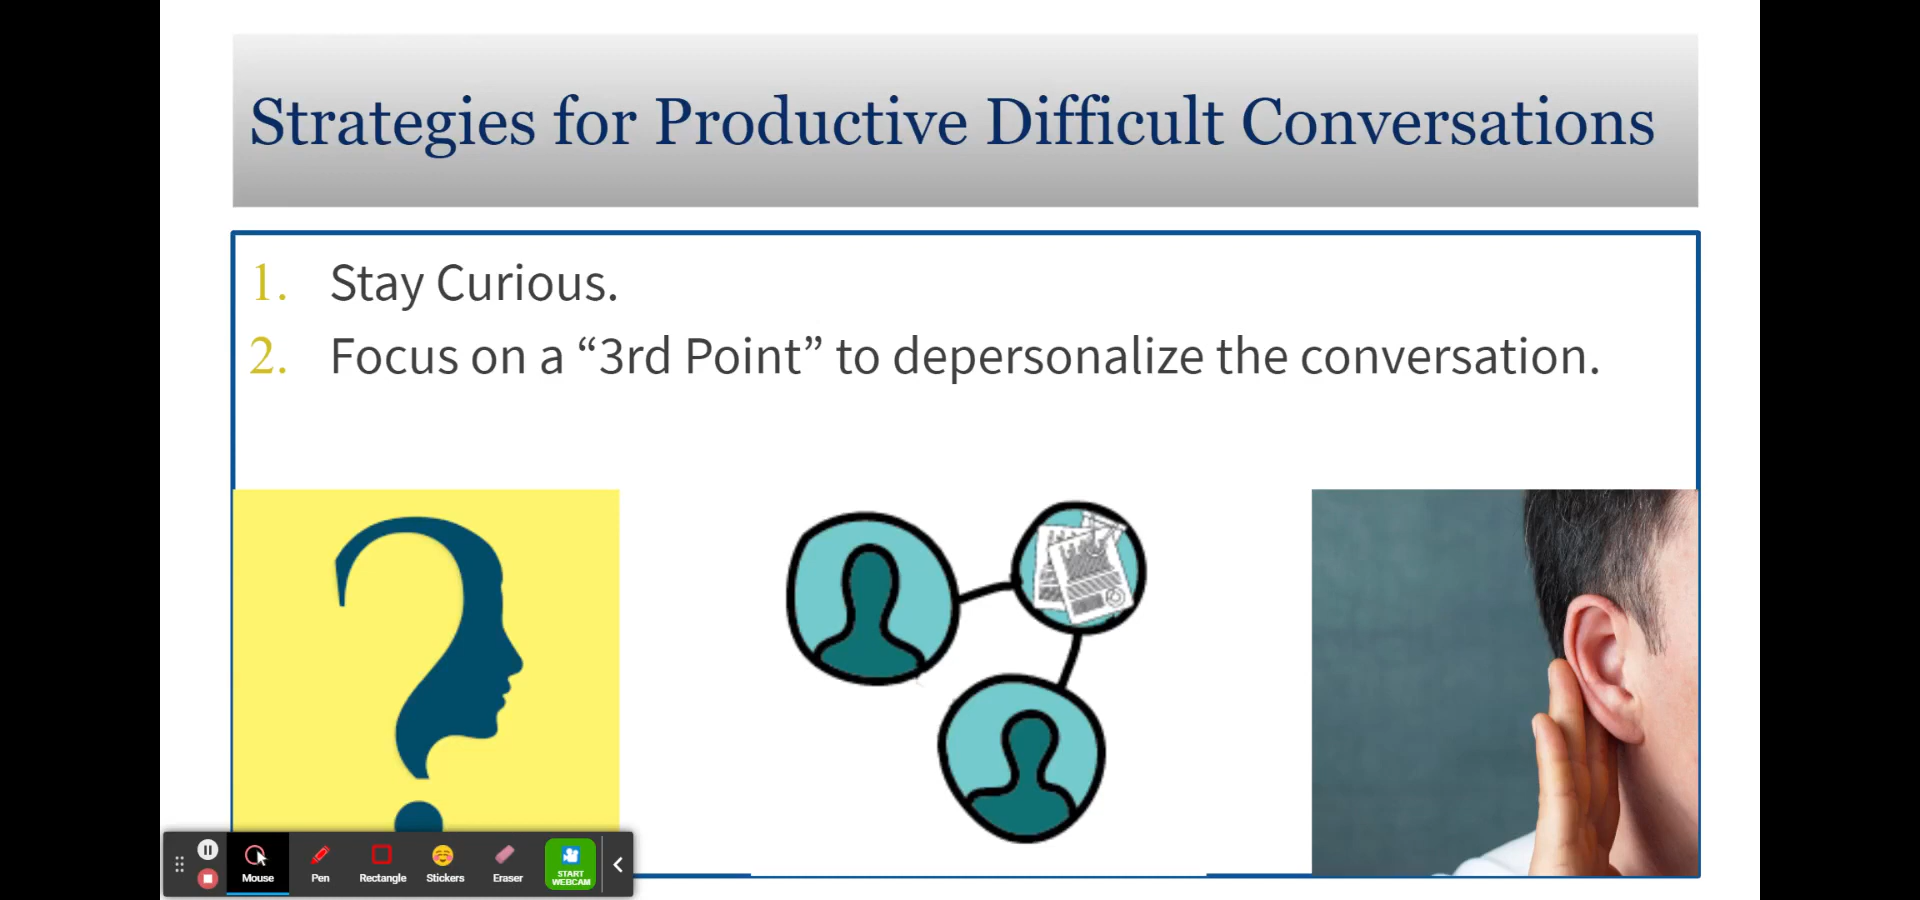 Strategies for Productive Difficult Conversations
1. Stay Curious.
2. Focus on a “3rd Point” to depersonalize the conversation.
Mouse
Pen
Rectangle
Stickers
Eraser
START
WEBCAM